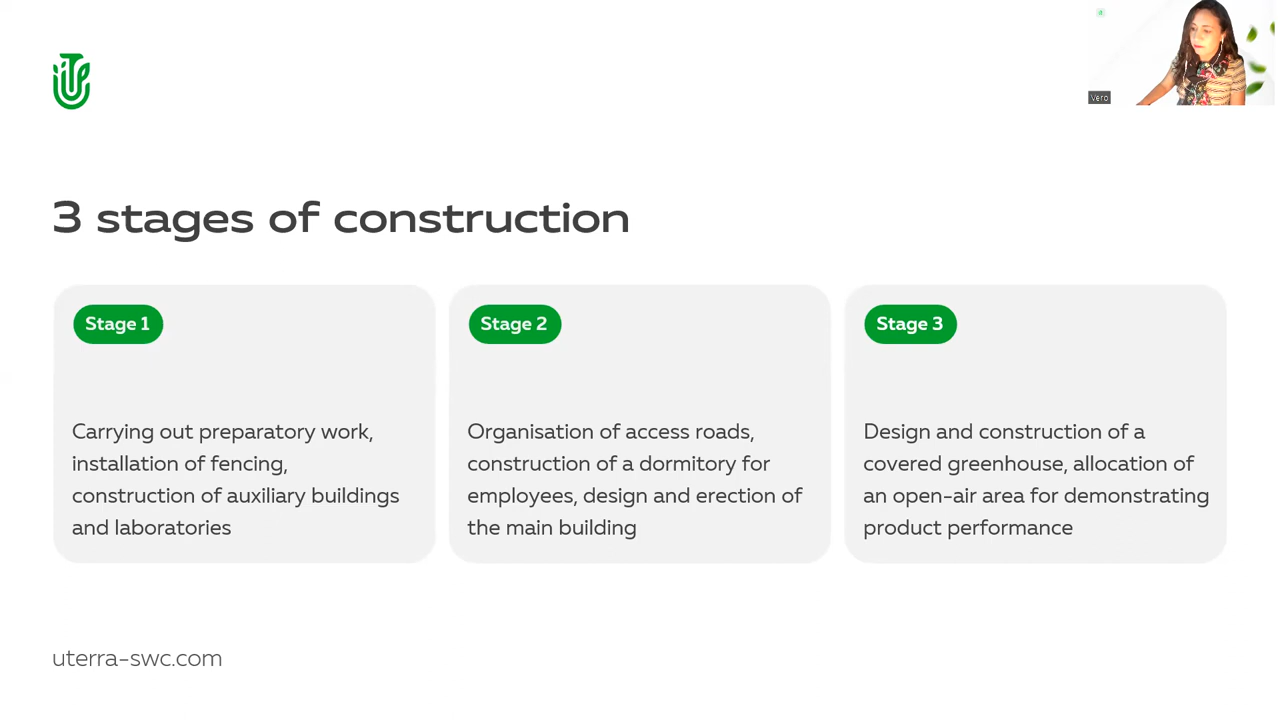 Vero
3 stages of construction
Stage 1
Carrying out preparatory work,
installation of fencing,
construction of auxiliary buildings
and laboratories
Stage 2
Organisation of access roads,
construction of a dormitory for
employees, design and erection of
the main building
Stage 3
Design and construction of a
covered greenhouse, allocation of
an open-air area for demonstrating
product performance
uterra-swc.com